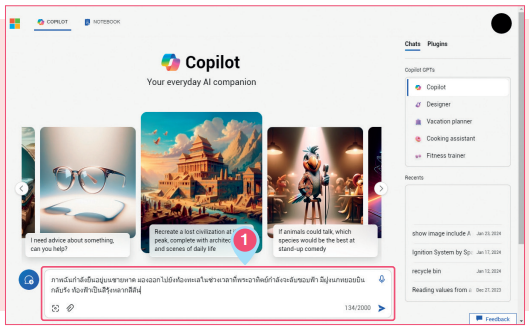 COPILOT
NOTEBOOK
Copilot
Your everyday AI companion
I need advice about something,
can you help?
Recreate a lost civilization at
peak, complete with architec
and scenes of daily life
If animals could talk, which
species would be the best at
stand-up comedy
1
ภาพฉันกำลังยืนอยู่บนชายหาด มองออกไปยังท้องทะเลในช่วงเวลาที่พระอาทิตย์กำลังจะลับขอบฟ้า มีฝูงนกทยอยบิน
กลับรัง ท้องฟ้าเป็นสีรุ้งหลากสีสัน
134/2000
Chats Plugins
Copilot GPTs
Copilot
Designer
Vacation planner
Cooking assistant
Fitness trainer
Recents
show image include A Jan 23, 2024
Ignition System by Sp Jan 17, 2024
recycle bin Jan 12, 2024
Reading values from Dec 27, 2023
Feedback